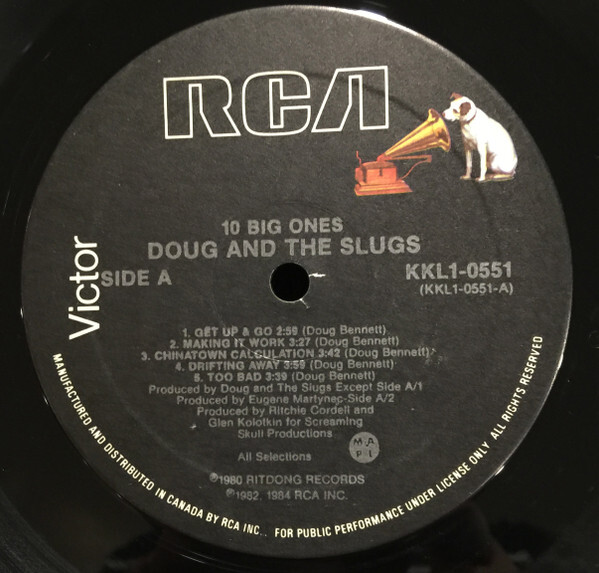 RCA
10 BIG ONES
DOUG AND THE SLUGS
Victor
SIDE A
KKL1-0551
(KKL1-0551-A)
1. GET UP & GO 2:59 (Doug Bennett)
2. MAKING IT WORK 3:27 (Doug Bennett)
3. CHINATOWN CALCULATION 3:42 (Doug Bennett)
4. DRIFTING AWAY 3:59 (Doug Bennett)
5. TOO BAD 3:39 (Doug Bennett)
Produced by Doug and The Slugs Except Side A/1
Produced by Eugene Martynec-Side A/2
Produced by Ritchie Cordell and
Glen Kolotkin for Screaming
Skull Productions
All Selections
M A
P L
℗1980 RITDONG RECORDS
℗1982, 1984 RCA INC.
MANUFACTURED AND DISTRIBUTED IN CANADA BY RCA INC.. FOR PUBLIC PERFORMANCE UNDER LICENSE ONLY ALL RIGHTS RESERVED